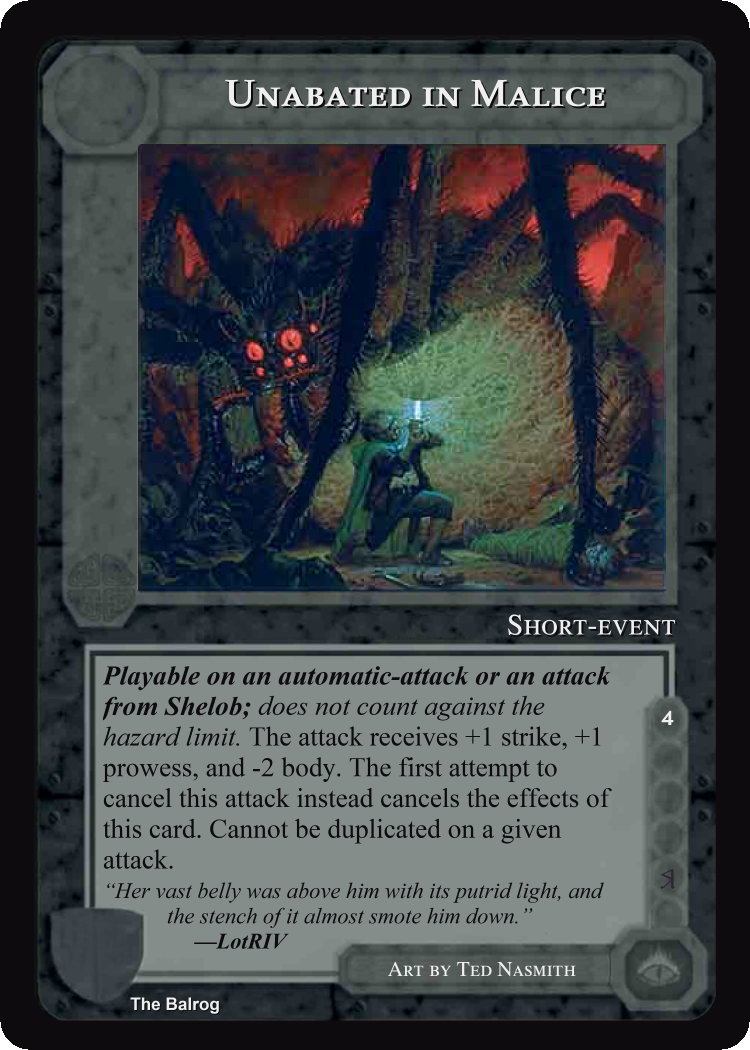 Unabated in Malice
Short-event
Playable on an automatic-attack or an attack
from Shelob; does not count against the
hazard limit. The attack receives +1 strike, +1
prowess, and -2 body. The first attempt to
cancel this attack instead cancels the effects of
this card. Cannot be duplicated on a given
attack.
4
“Her vast belly was above him with its putrid light, and
the stench of it almost smote him down.”
—LotRIV
Art by Ted Nasmith
The Balrog